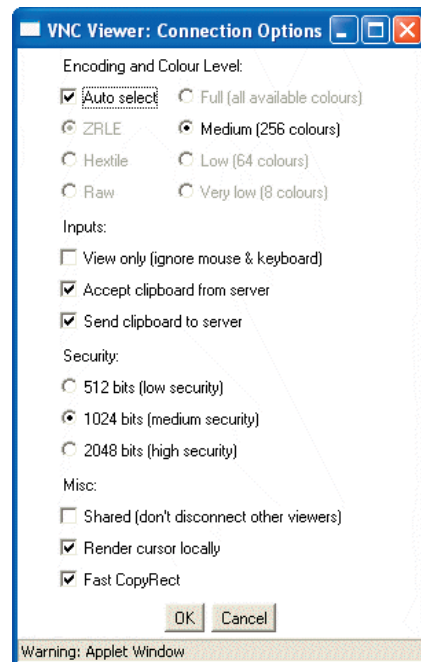 VNC Viewer: Connection Options
Encoding and Colour Level:
Auto select Full (all available colours)
ZRLE Medium (256 colours)
Hextile Low (64 colours)
Raw Very low (8 colours)
Inputs:
View only (ignore mouse & keyboard)
Accept clipboard from server
Send clipboard to server
Security:
512 bits (low security)
1024 bits (medium security)
2048 bits (high security)
Misc:
Shared (don't disconnect other viewers)
Render cursor locally
Fast CopyRect
OK Cancel
Warning: Applet Window